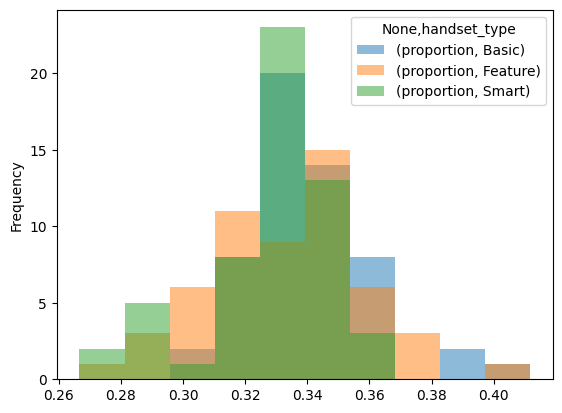 None,handset_type
(proportion, Basic)
(proportion, Feature)
(proportion, Smart)
Frequency
20
15
10
5
0
0.26 0.28 0.30 0.32 0.34 0.36 0.38 0.40